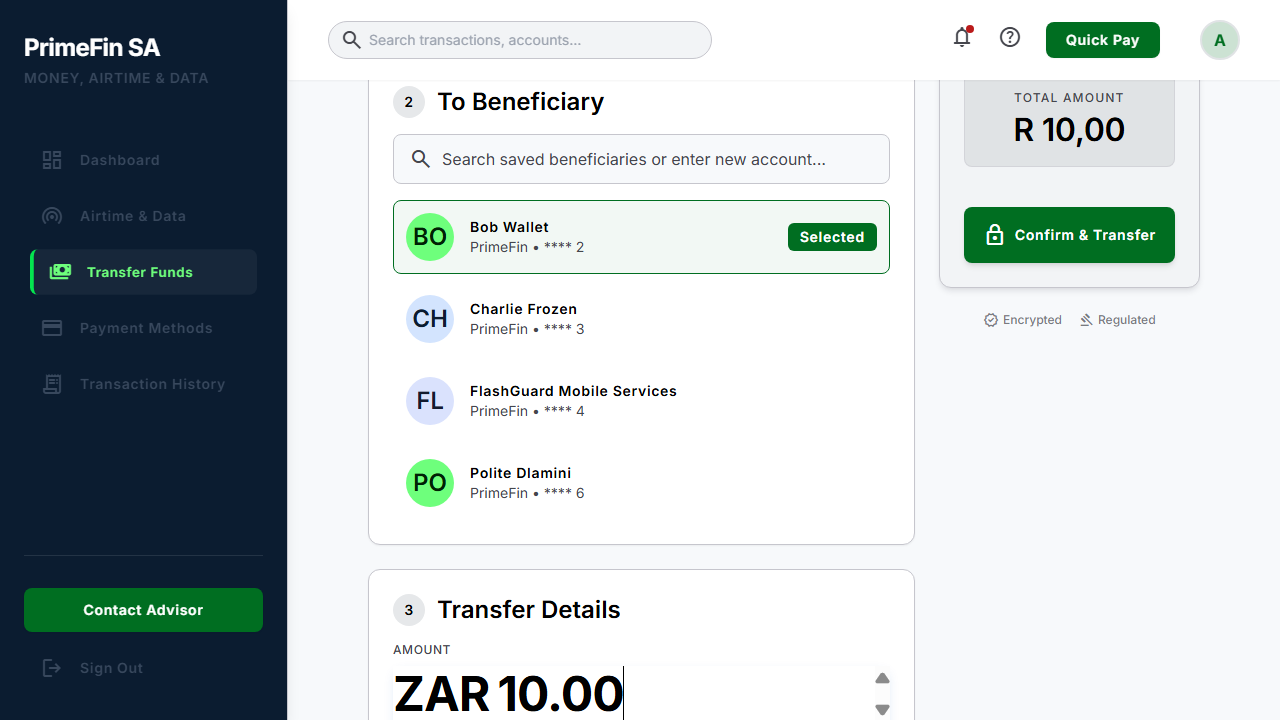 PrimeFin SA
MONEY, AIRTIME & DATA
Dashboard
Airtime & Data
Transfer Funds
Payment Methods
Transaction History
Contact Advisor
Sign Out
Search transactions, accounts...
Quick Pay
A
2
To Beneficiary
Search saved beneficiaries or enter new account...
BO
Bob Wallet
PrimeFin • **** 2
Selected
CH
Charlie Frozen
PrimeFin • **** 3
FL
FlashGuard Mobile Services
PrimeFin • **** 4
PO
Polite Dlamini
PrimeFin • **** 6
3
Transfer Details
AMOUNT
ZAR 10.00
TOTAL AMOUNT
R 10,00
Confirm & Transfer
Encrypted
Regulated